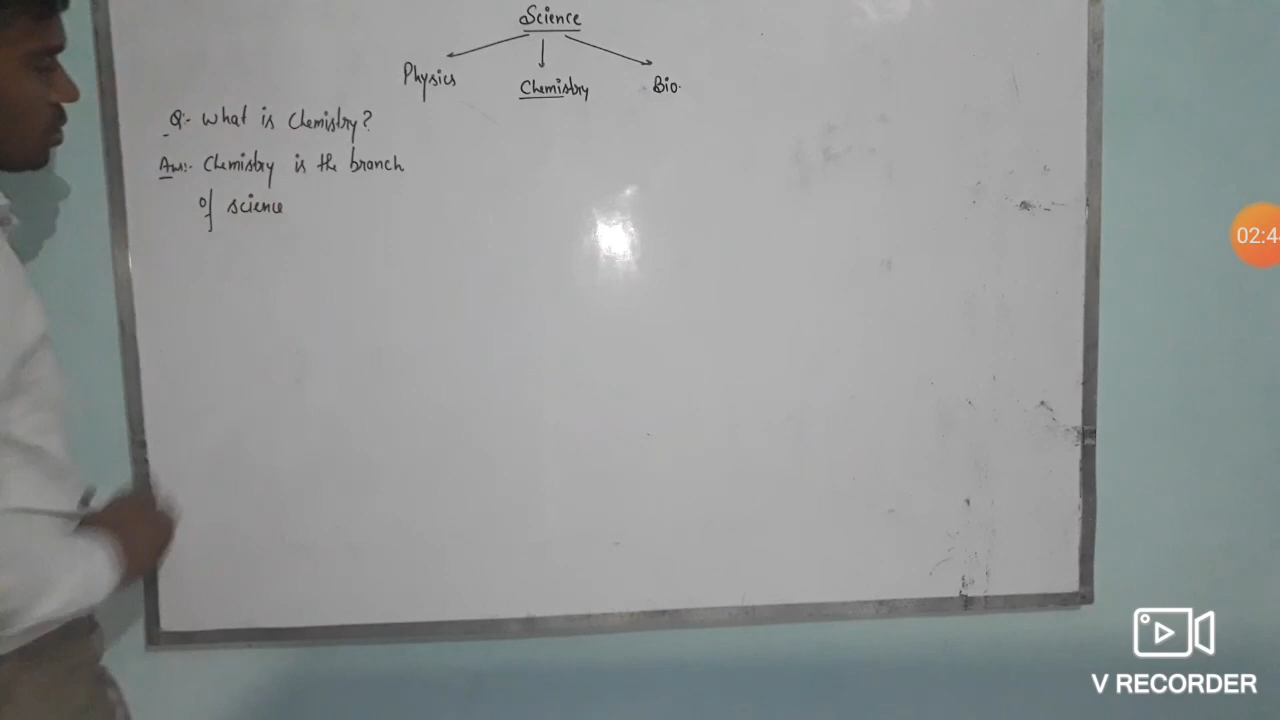 Science
Physics Chemistry Bio.
Q:- What is Chemistry?
Ans:- Chemistry is the branch
of science
02:4
V RECORDER